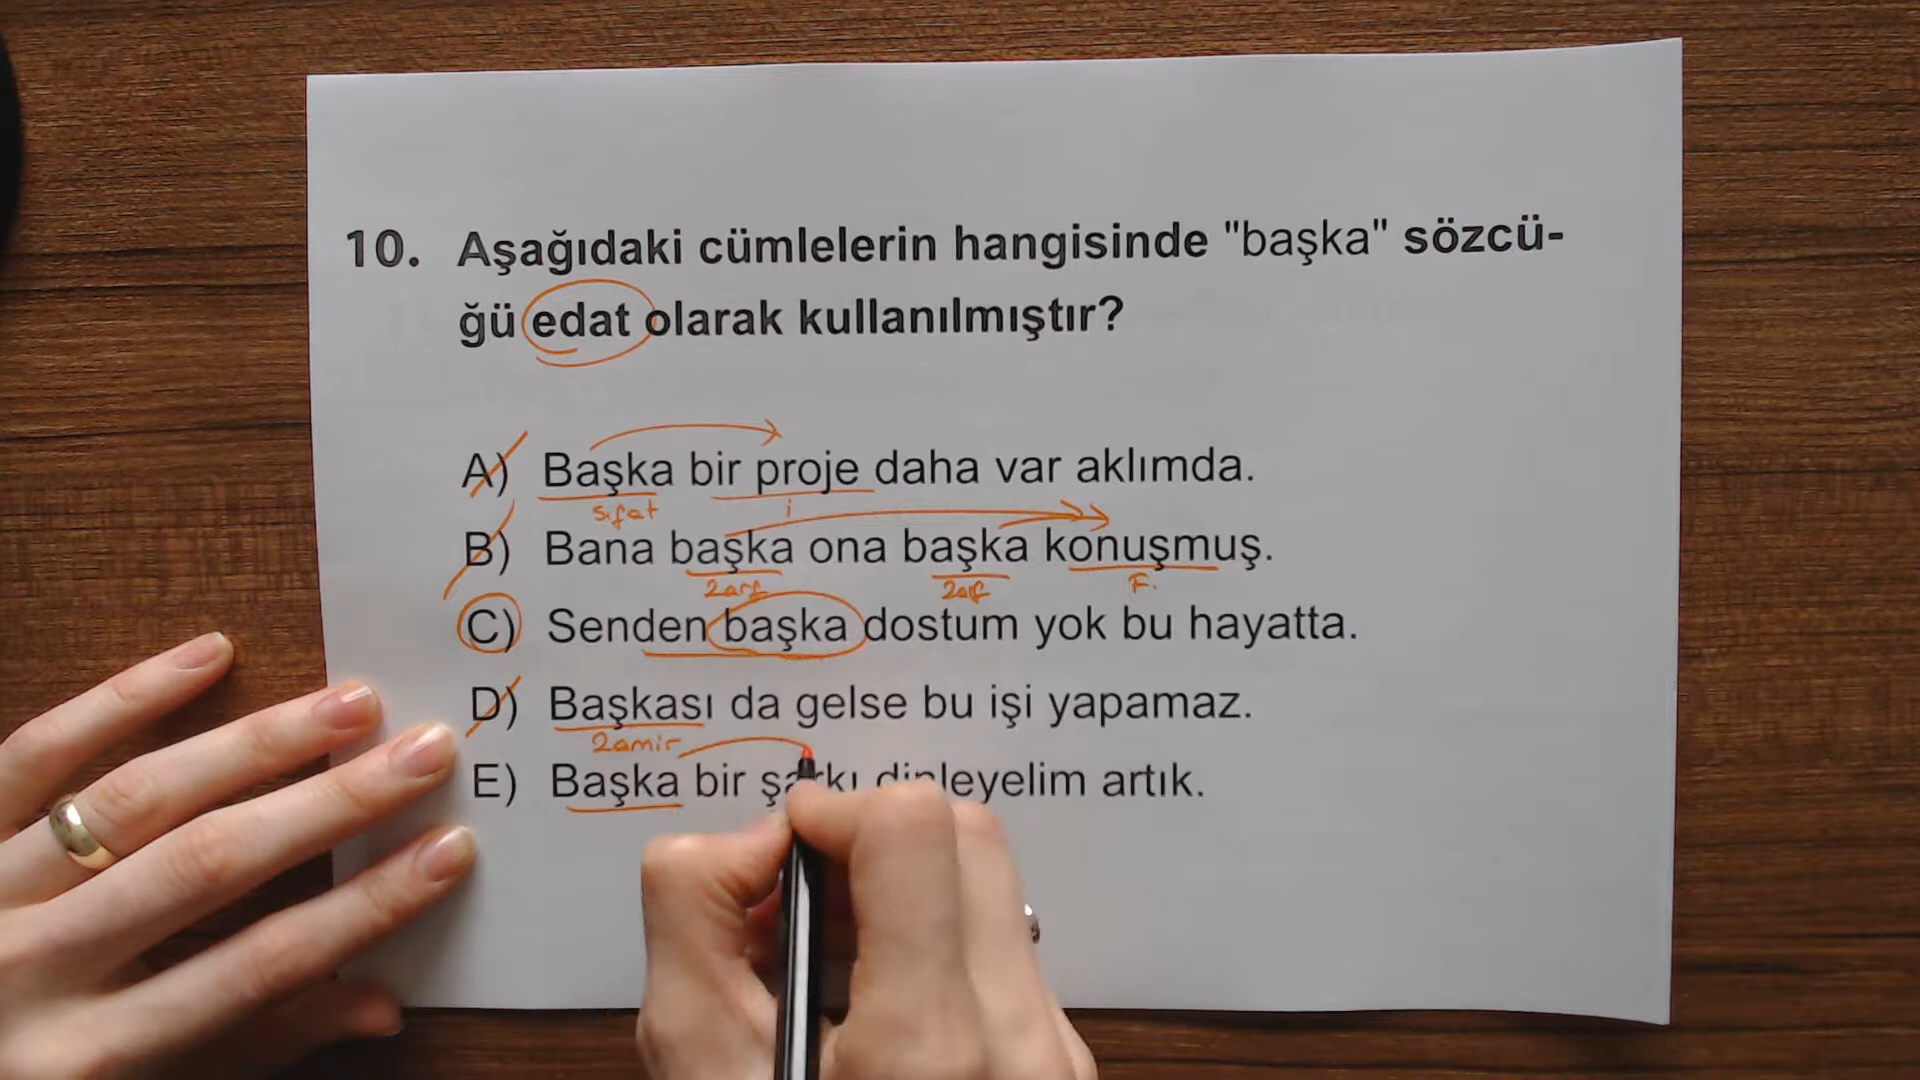 10. Aşağıdaki cümlelerin hangisinde "başka" sözcü-
ğü edat olarak kullanılmıştır?
A) Başka bir proje daha var aklımda.
sıfat i
B) Bana başka ona başka konuşmuş.
zarf zarf F.
C) Senden başka dostum yok bu hayatta.
D) Başkası da gelse bu işi yapamaz.
zamir
E) Başka bir şarkı dinleyelim artık.